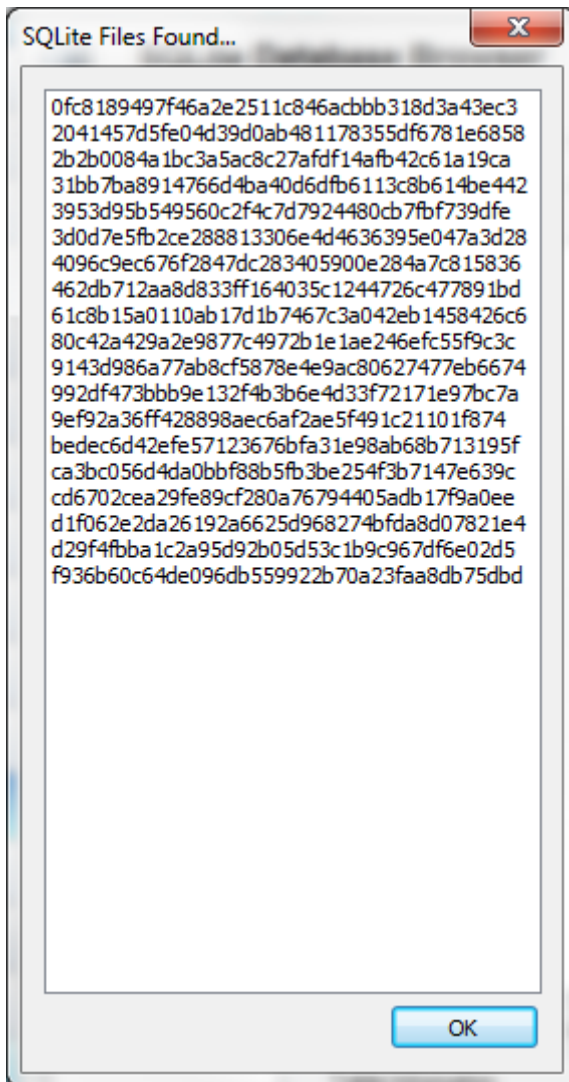 SQLite Files Found...
0fc8189497f46a2e2511c846acbbb318d3a43ec3
2041457d5fe04d39d0ab481178355df6781e6858
2b2b0084a1bc3a5ac8c27afdf14afb42c61a19ca
31bb7ba8914766d4ba40d6dfb6113c8b614be442
3953d95b549560c2f4c7d7924480cb7fbf739dfe
3d0d7e5fb2ce288813306e4d4636395e047a3d28
4096c9ec676f2847dc283405900e284a7c815836
462db712aa8d833ff164035c1244726c477891bd
61c8b15a0110ab17d1b7467c3a042eb1458426c6
80c42a429a2e9877c4972b1e1ae246efc55f9c3c
9143d986a77ab8cf5878e4e9ac80627477eb6674
992df473bbb9e132f4b3b6e4d33f72171e97bc7a
9ef92a36ff428898aec6af2ae5f491c21101f874
bedec6d42efe57123676bfa31e98ab68b713195f
ca3bc056d4da0bbf88b5fb3be254f3b7147e639c
cd6702cea29fe89cf280a76794405adb17f9a0ee
d1f062e2da26192a6625d968274bfda8d07821e4
d29f4fbba1c2a95d92b05d53c1b9c967df6e02d5
f936b60c64de096db559922b70a23faa8db75dbd
OK